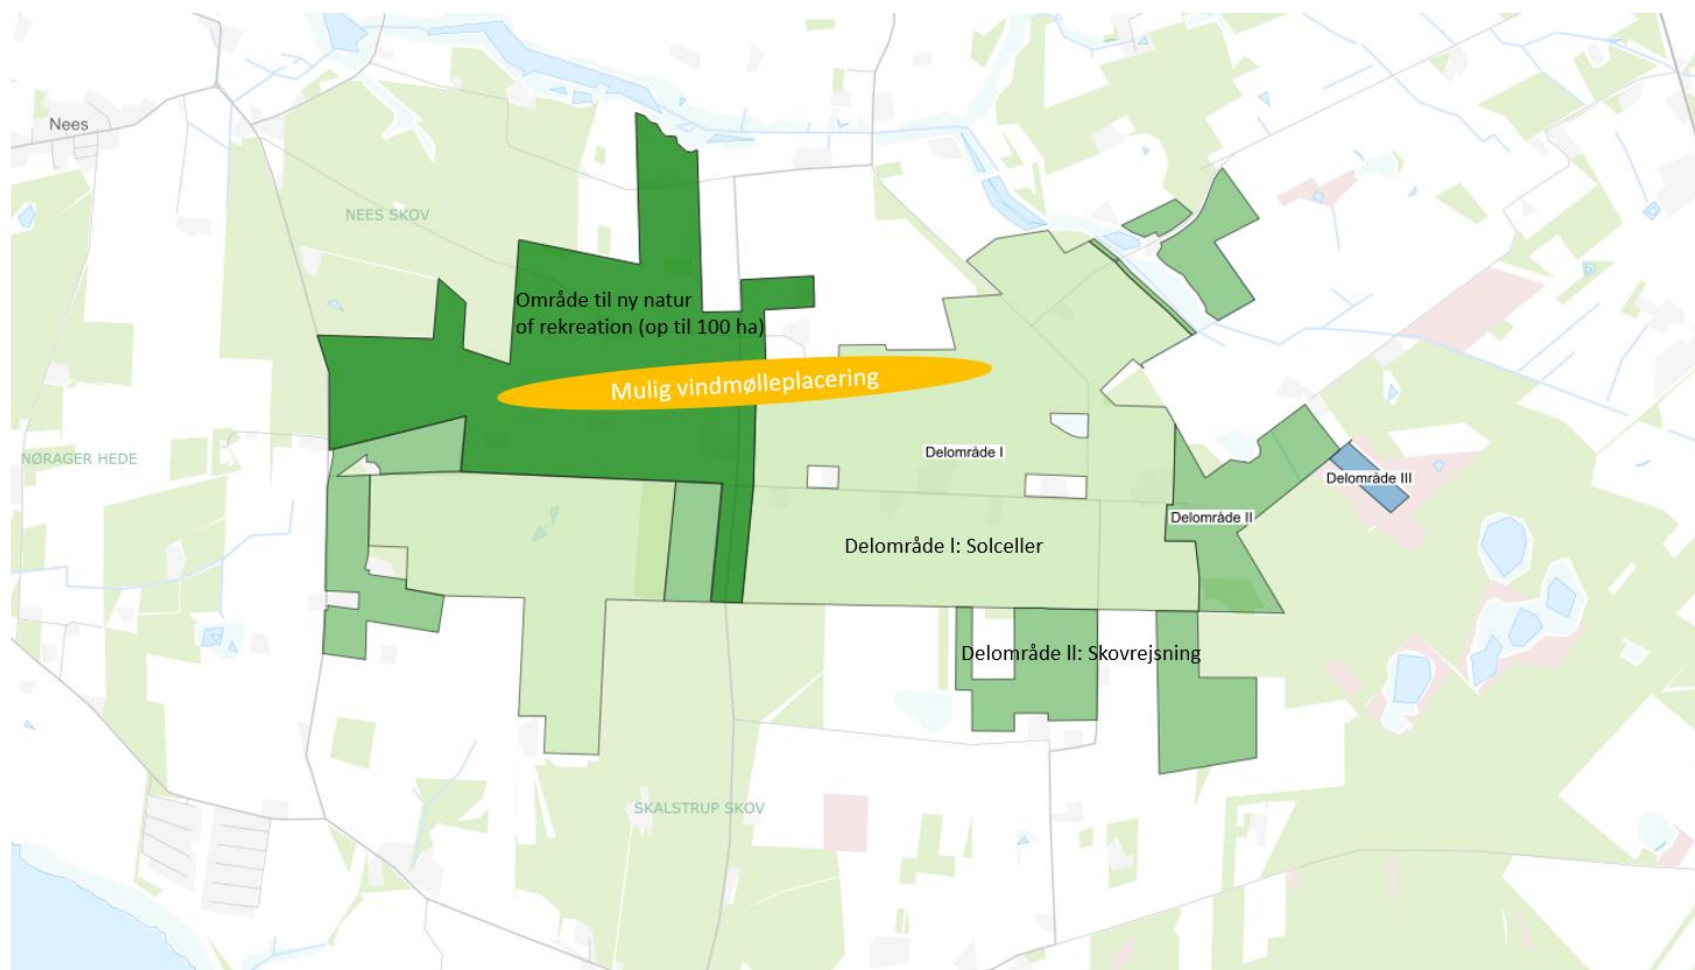 Nees
NEES SKOV
Område til ny natur
of rekreation (op til 100 ha)
Mulig vindmølleplacering
NØRAGER HEDE
Delområde I
Delområde III
Delområde II
Delområde l: Solceller
Delområde ll: Skovrejsning
SKALSTRUP SKOV